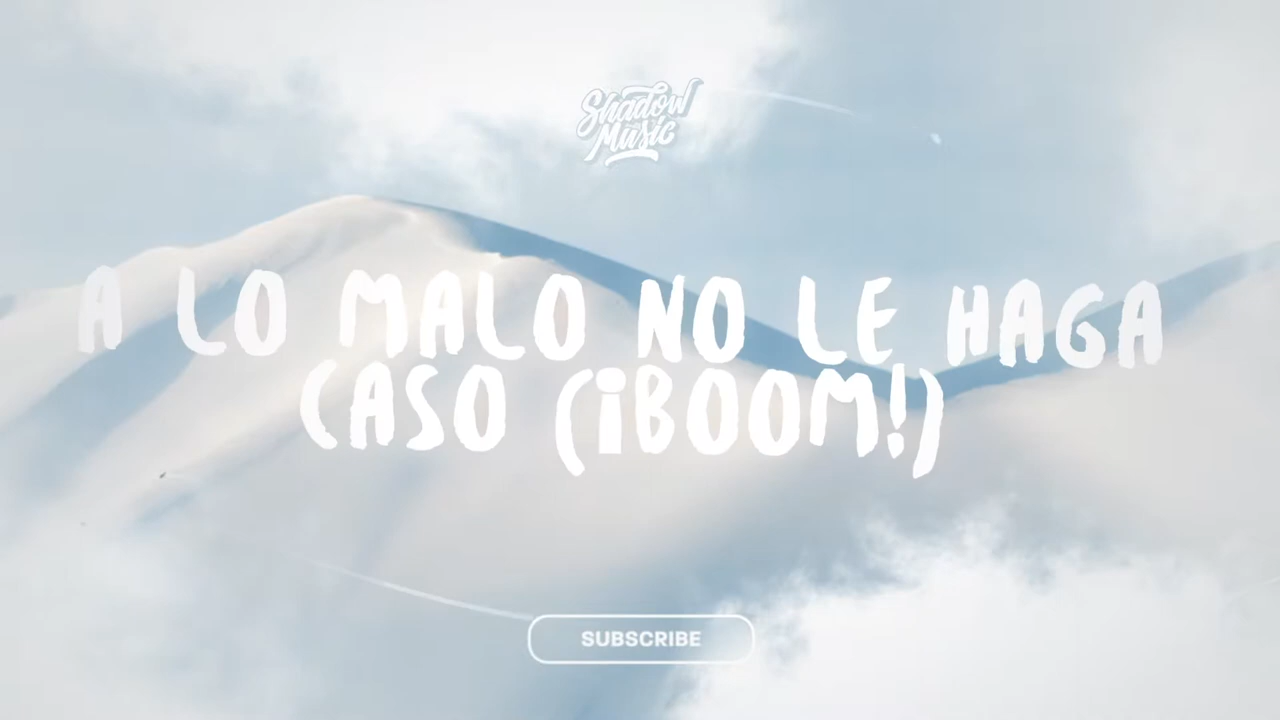 Shadow
Music
A LO MALO NO LE HAGA
CASO (¡BOOM!)
SUBSCRIBE